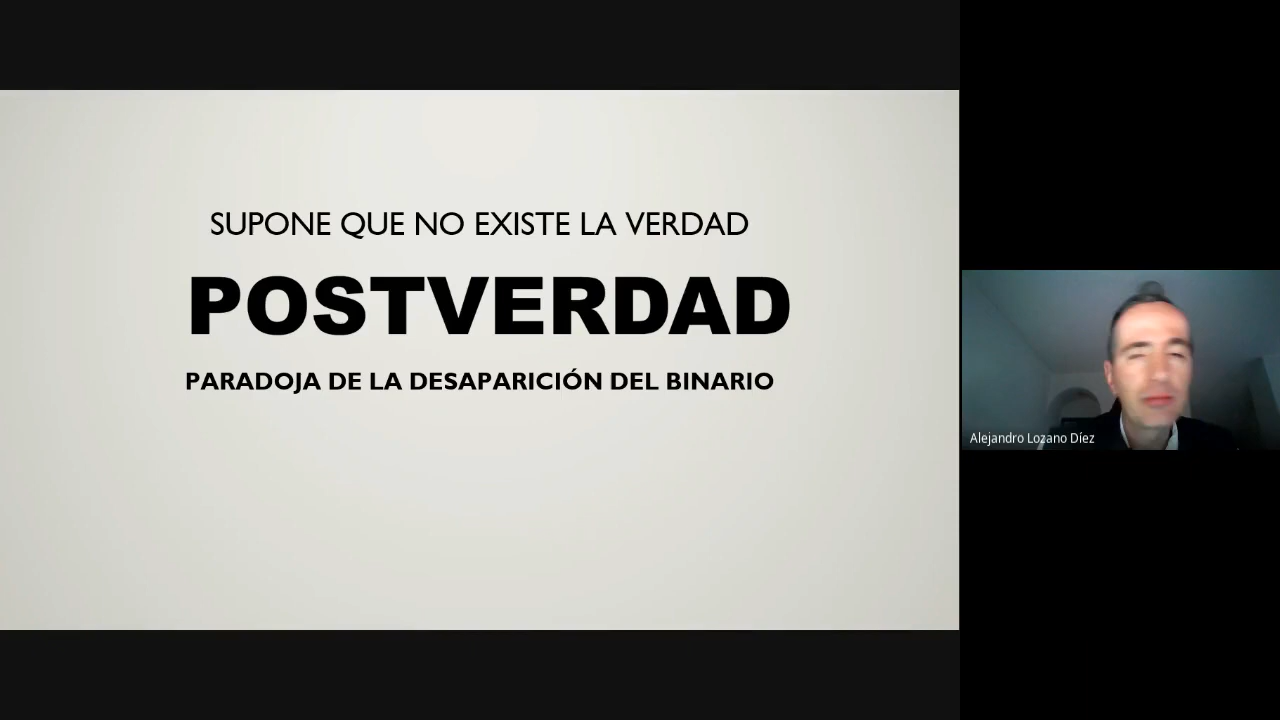 SUPONE QUE NO EXISTE LA VERDAD
POSTVERDAD
PARADOJA DE LA DESAPARICIÓN DEL BINARIO
Alejandro Lozano Díez